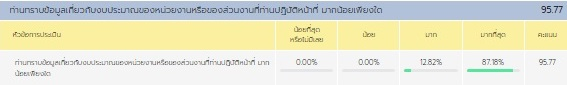 ท่านทราบข้อมูลเกี่ยวกับงบประมาณของหน่วยงานหรือของส่วนงานที่ท่านปฏิบัติหน้าที่ มากน้อยเพียงใด 95.77
หัวข้อการประเมิน น้อยที่สุด น้อย มาก มากที่สุด คะแนน
หรือไม่มีเลย
ท่านทราบข้อมูลเกี่ยวกับงบประมาณของหน่วยงานหรือของส่วนงานที่ท่านปฏิบัติหน้าที่ มาก 0.00% 0.00% 12.82% 87.18% 95.77
น้อยเพียงใด